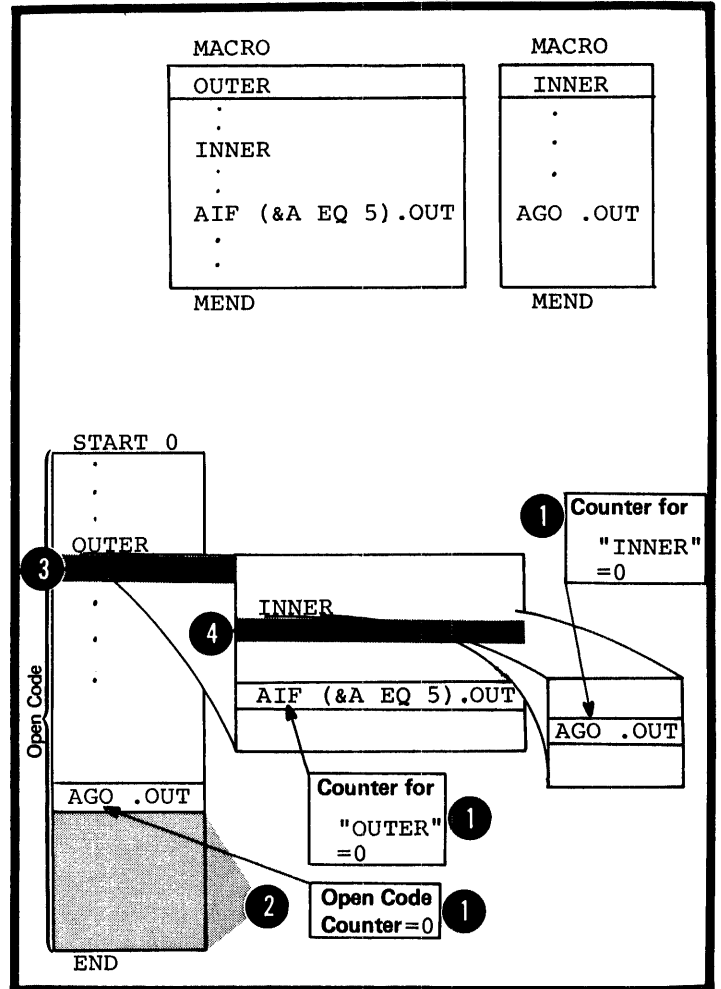 MACRO
OUTER
INNER
AIF (&A EQ 5).OUT
MEND
MACRO
INNER
AGO .OUT
MEND
START 0
OUTER
3
Open Code
AGO .OUT
END
2
INNER
4
AIF (&A EQ 5).OUT
1
Counter for
"INNER"
=0
AGO .OUT
Counter for
"OUTER"
=0
1
Open Code
Counter=0
1